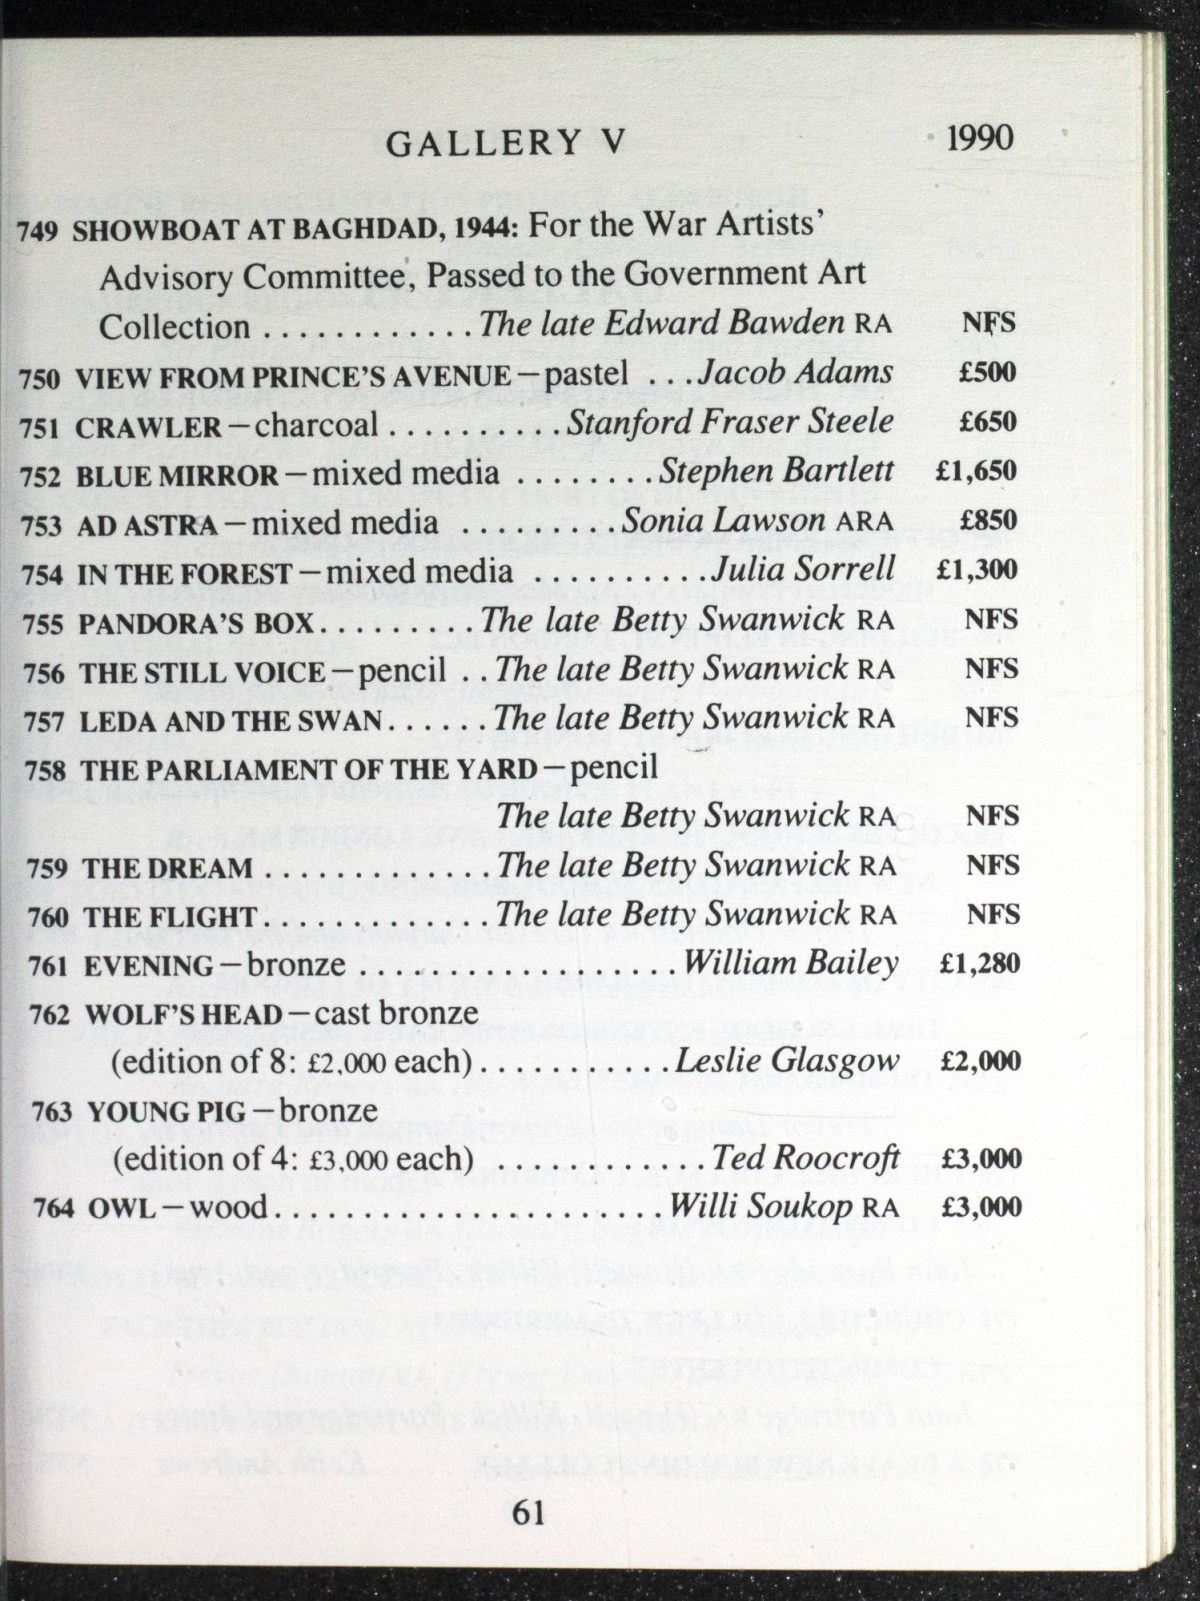 GALLERY V 1990
749 SHOWBOAT AT BAGHDAD, 1944: For the War Artists'
Advisory Committee, Passed to the Government Art
Collection ............ The late Edward Bawden RA NFS
750 VIEW FROM PRINCE'S AVENUE—pastel ... Jacob Adams £500
751 CRAWLER—charcoal .......... Stanford Fraser Steele £650
752 BLUE MIRROR—mixed media ........ Stephen Bartlett £1,650
753 AD ASTRA—mixed media ......... Sonia Lawson ARA £850
754 IN THE FOREST—mixed media .......... Julia Sorrell £1,300
755 PANDORA'S BOX ......... The late Betty Swanwick RA NFS
756 THE STILL VOICE—pencil .. The late Betty Swanwick RA NFS
757 LEDA AND THE SWAN ...... The late Betty Swanwick RA NFS
758 THE PARLIAMENT OF THE YARD—pencil
The late Betty Swanwick RA NFS
759 THE DREAM ............. The late Betty Swanwick RA NFS
760 THE FLIGHT ............. The late Betty Swanwick RA NFS
761 EVENING—bronze ................... William Bailey £1,280
762 WOLF'S HEAD—cast bronze
(edition of 8: £2,000 each) ........... Leslie Glasgow £2,000
763 YOUNG PIG—bronze
(edition of 4: £3,000 each) ............ Ted Roocroft £3,000
764 OWL—wood ....................... Willi Soukop RA £3,000
61